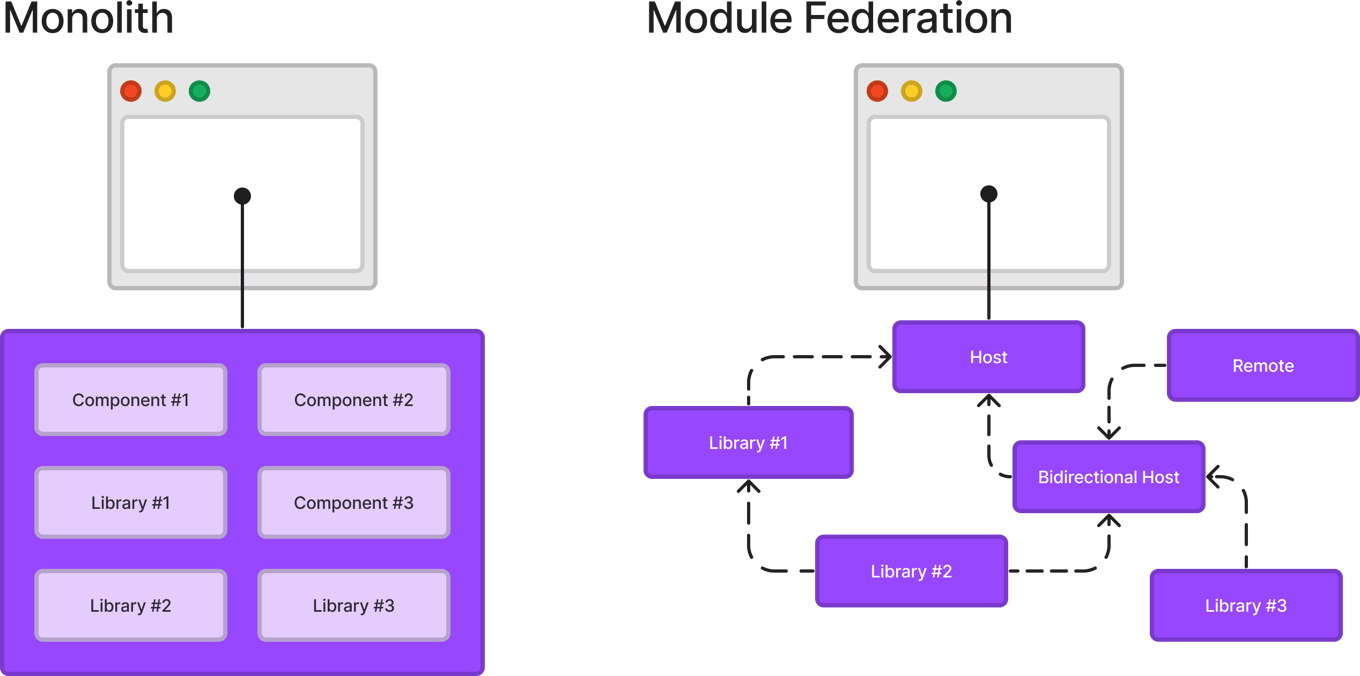 Monolith
Component #1
Component #2
Library #1
Component #3
Library #2
Library #3
Module Federation
Host
Remote
Library #1
Bidirectional Host
Library #2
Library #3